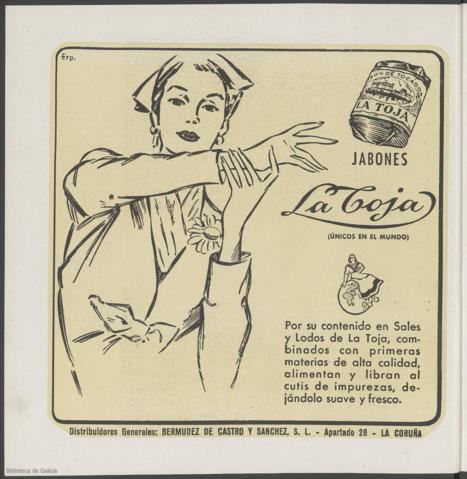 Erp.
JABON DE TOCADOR
LA TOJA
JABONES
La Toja
(ÚNICOS EN EL MUNDO)
Por su contenido en Sales
y Lodos de La Toja, com-
binados con primeras
materias de alta calidad,
alimentan y libran al
cutis de impurezas, de-
jándolo suave y fresco.
Distribuidores Generales: BERMUDEZ DE CASTRO Y SANCHEZ, S. L. - Apartado 28 - LA CORUÑA
Biblioteca de Galicia